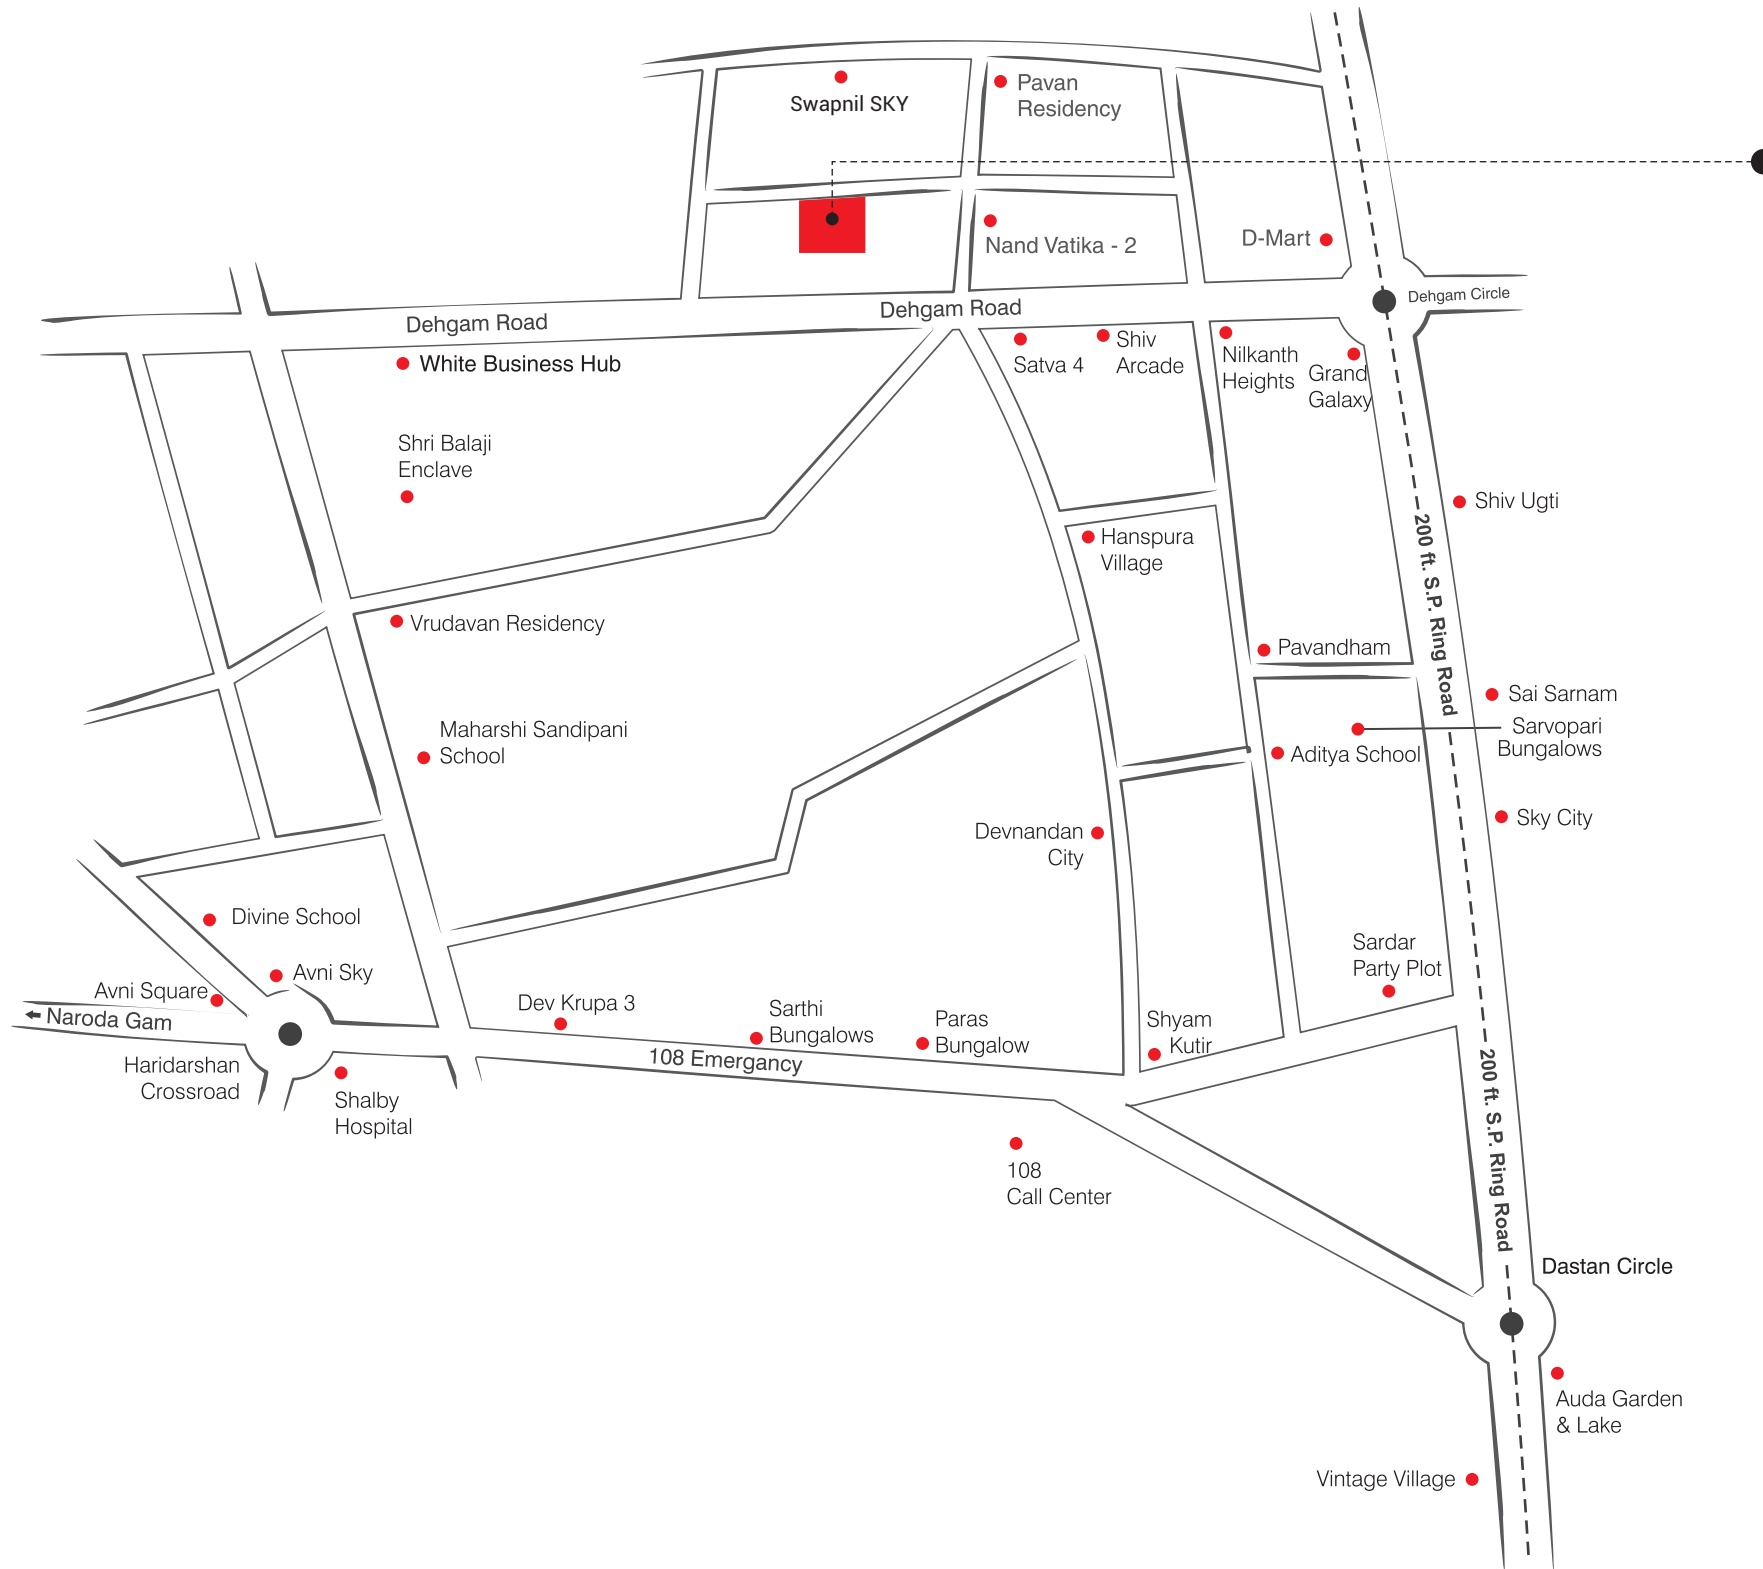 Swapnil SKY
Pavan
Residency
Nand Vatika - 2
D-Mart
Dehgam Road
Dehgam Road
Dehgam Circle
White Business Hub
Satva 4
Shiv
Arcade
Nilkanth
Heights
Grand
Galaxy
Shri Balaji
Enclave
Shiv Ugti
200 ft. S.P. Ring Road
Hanspura
Village
Vrudavan Residency
Pavandham
Sai Sarnam
Maharshi Sandipani
School
Sarvopari
Bungalows
Aditya School
Sky City
Devnandan
City
Divine School
Avni Sky
Avni Square
Sardar
Party Plot
Naroda Gam
Dev Krupa 3
Sarthi
Bungalows
Paras
Bungalow
Shyam
Kutir
108 Emergancy
Haridarshan
Crossroad
Shalby
Hospital
200 ft. S.P. Ring Road
108
Call Center
Dastan Circle
Auda Garden
& Lake
Vintage Village